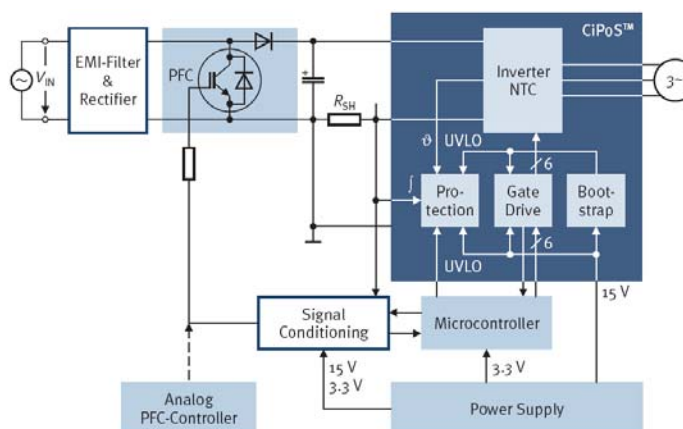 CiPoS™
EMI-Filter
&
Rectifier
V_IN
PFC
+
R_SH
Inverter
NTC
3~
ϑ
UVLO
6
∫
Pro-
tection
Gate
Drive
Boot-
strap
6
UVLO
15 V
Signal
Conditioning
Microcontroller
15 V
3.3 V
3.3 V
Analog
PFC-Controller
Power Supply